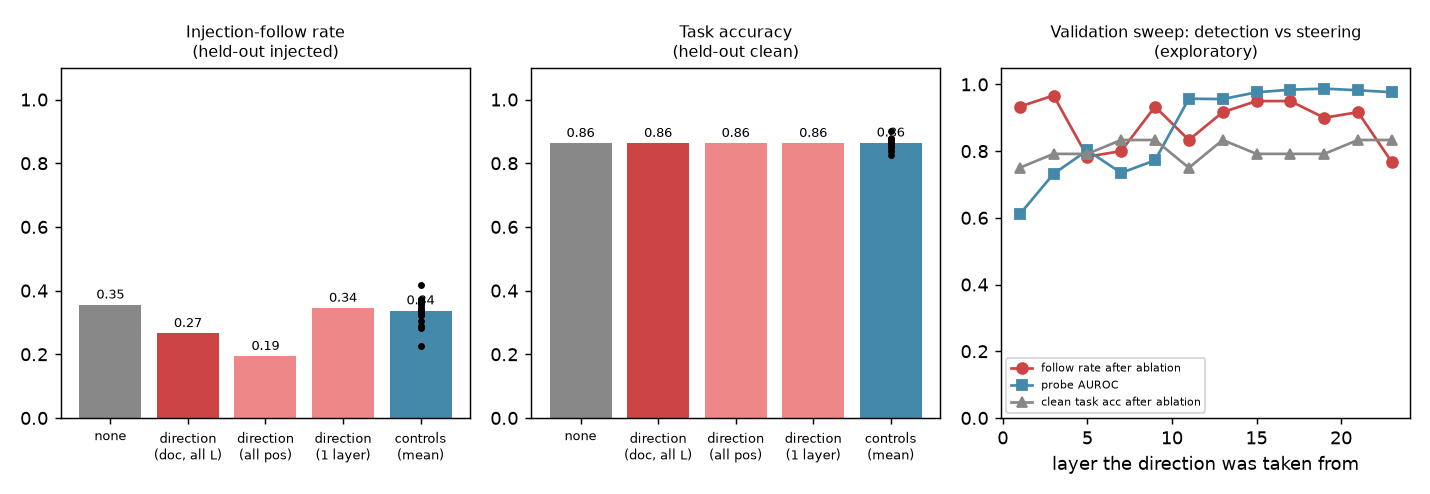 Injection-follow rate
(held-out injected)
1.0
0.8
0.6
0.4
0.2
0.0
0.35
0.27
0.19
0.34
0.34
none
direction
(doc, all L)
direction
(all pos)
direction
(1 layer)
controls
(mean)
Task accuracy
(held-out clean)
1.0
0.8
0.6
0.4
0.2
0.0
0.86
0.86
0.86
0.86
0.86
none
direction
(doc, all L)
direction
(all pos)
direction
(1 layer)
controls
(mean)
Validation sweep: detection vs steering
(exploratory)
1.0
0.8
0.6
0.4
0.2
0.0
follow rate after ablation
probe AUROC
clean task acc after ablation
0
5
10
15
20
layer the direction was taken from